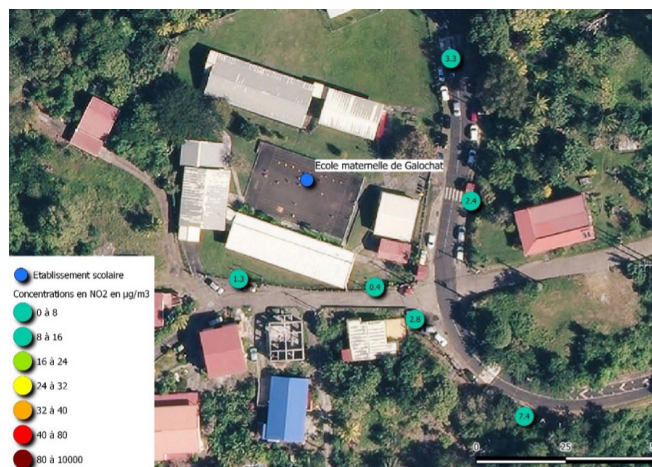 3.3
Ecole maternelle de Galochat
2.4
Etablissement scolaire
1.3
0.4
Concentrations en NO2 en µg/m3
0 à 8
2.8
8 à 16
16 à 24
24 à 32
32 à 40
7.4
40 à 80
0
25
80 à 10000